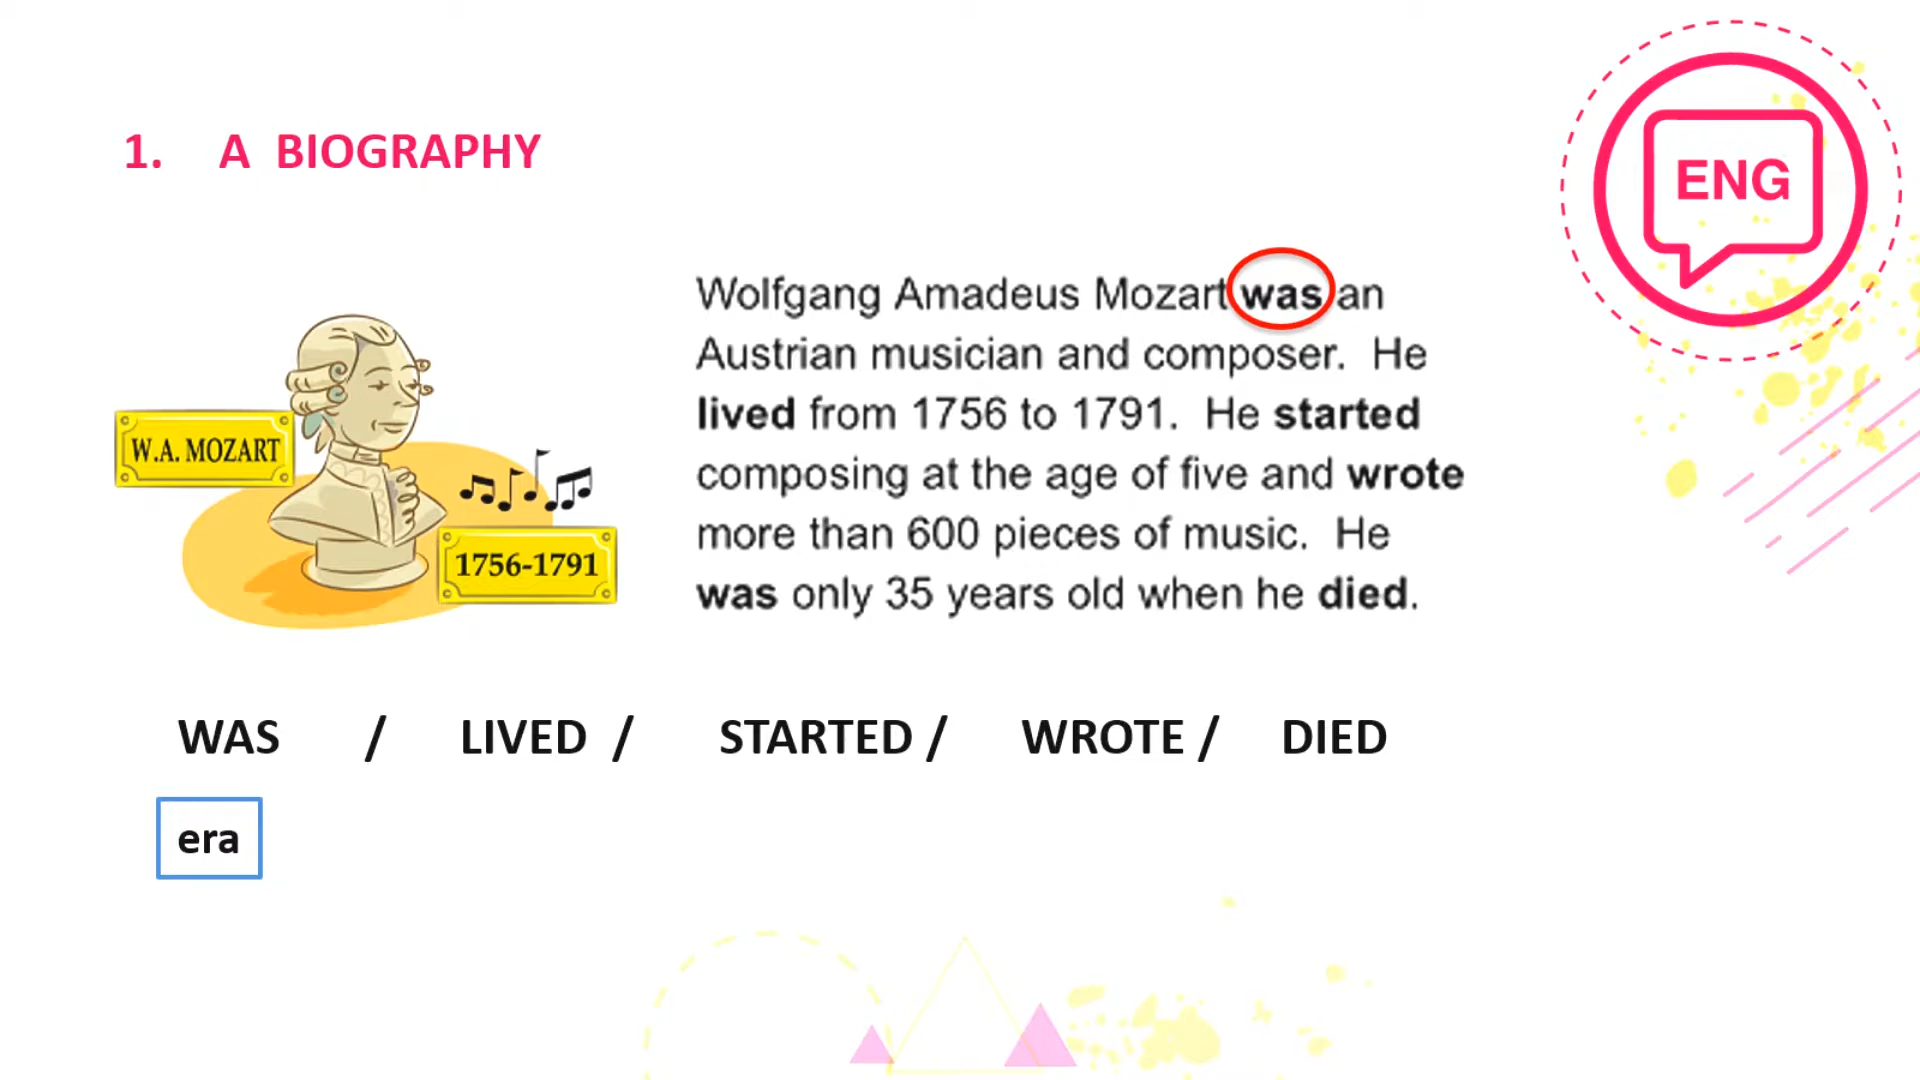 1. A BIOGRAPHY
ENG
Wolfgang Amadeus Mozart was an
Austrian musician and composer. He
lived from 1756 to 1791. He started
composing at the age of five and wrote
more than 600 pieces of music. He
was only 35 years old when he died.
W.A. MOZART
1756-1791
WAS / LIVED / STARTED / WROTE / DIED
era